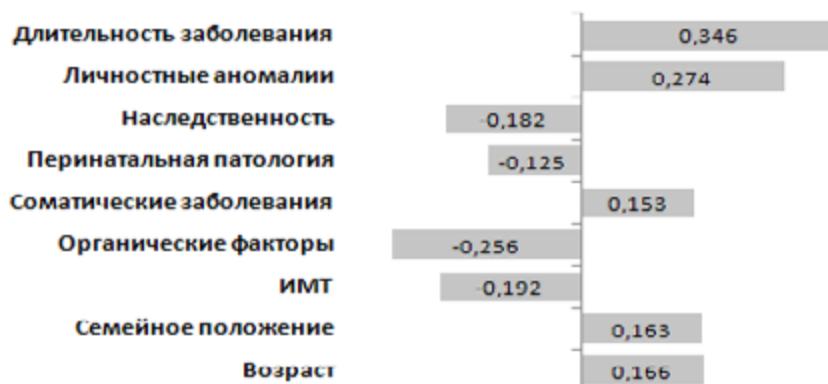 Длительность заболевания 0,346
Личностные аномалии 0,274
Наследственность -0,182
Перинатальная патология -0,125
Соматические заболевания 0,153
Органические факторы -0,256
ИМТ -0,192
Семейное положение 0,163
Возраст 0,166